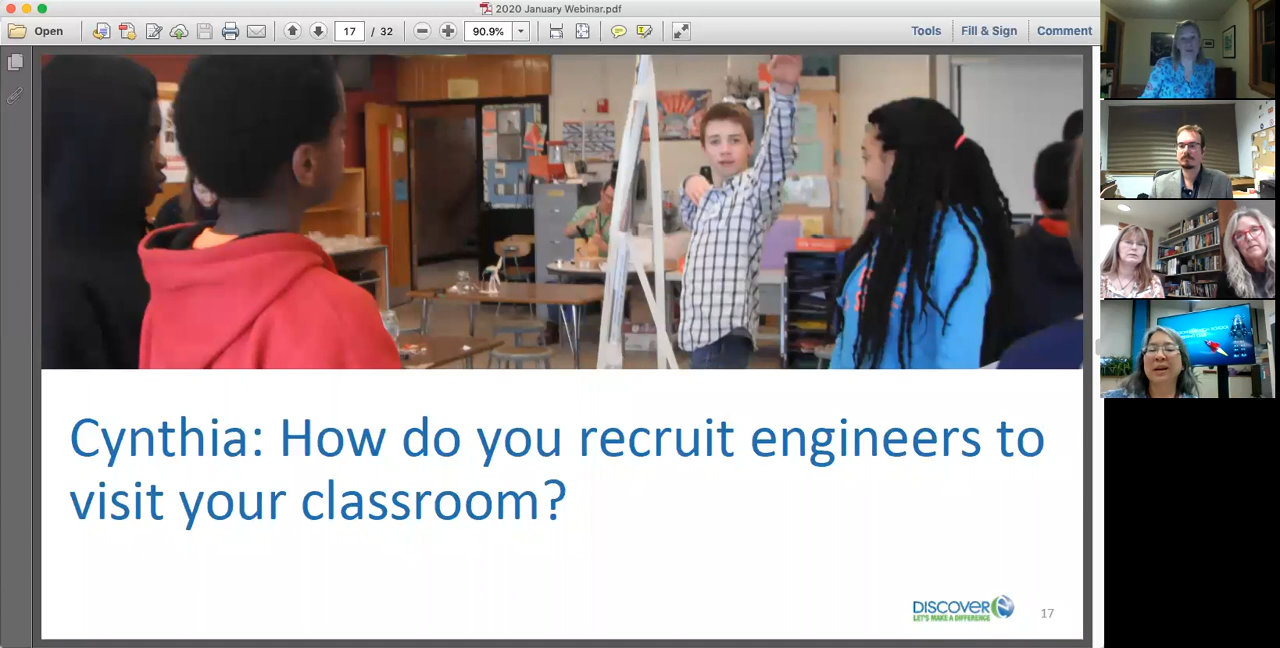 2020 January Webinar.pdf
Open
17 / 32
90.9%
Tools
Fill & Sign
Comment
Cynthia: How do you recruit engineers to
visit your classroom?
DISCOVER
LET'S MAKE A DIFFERENCE
17